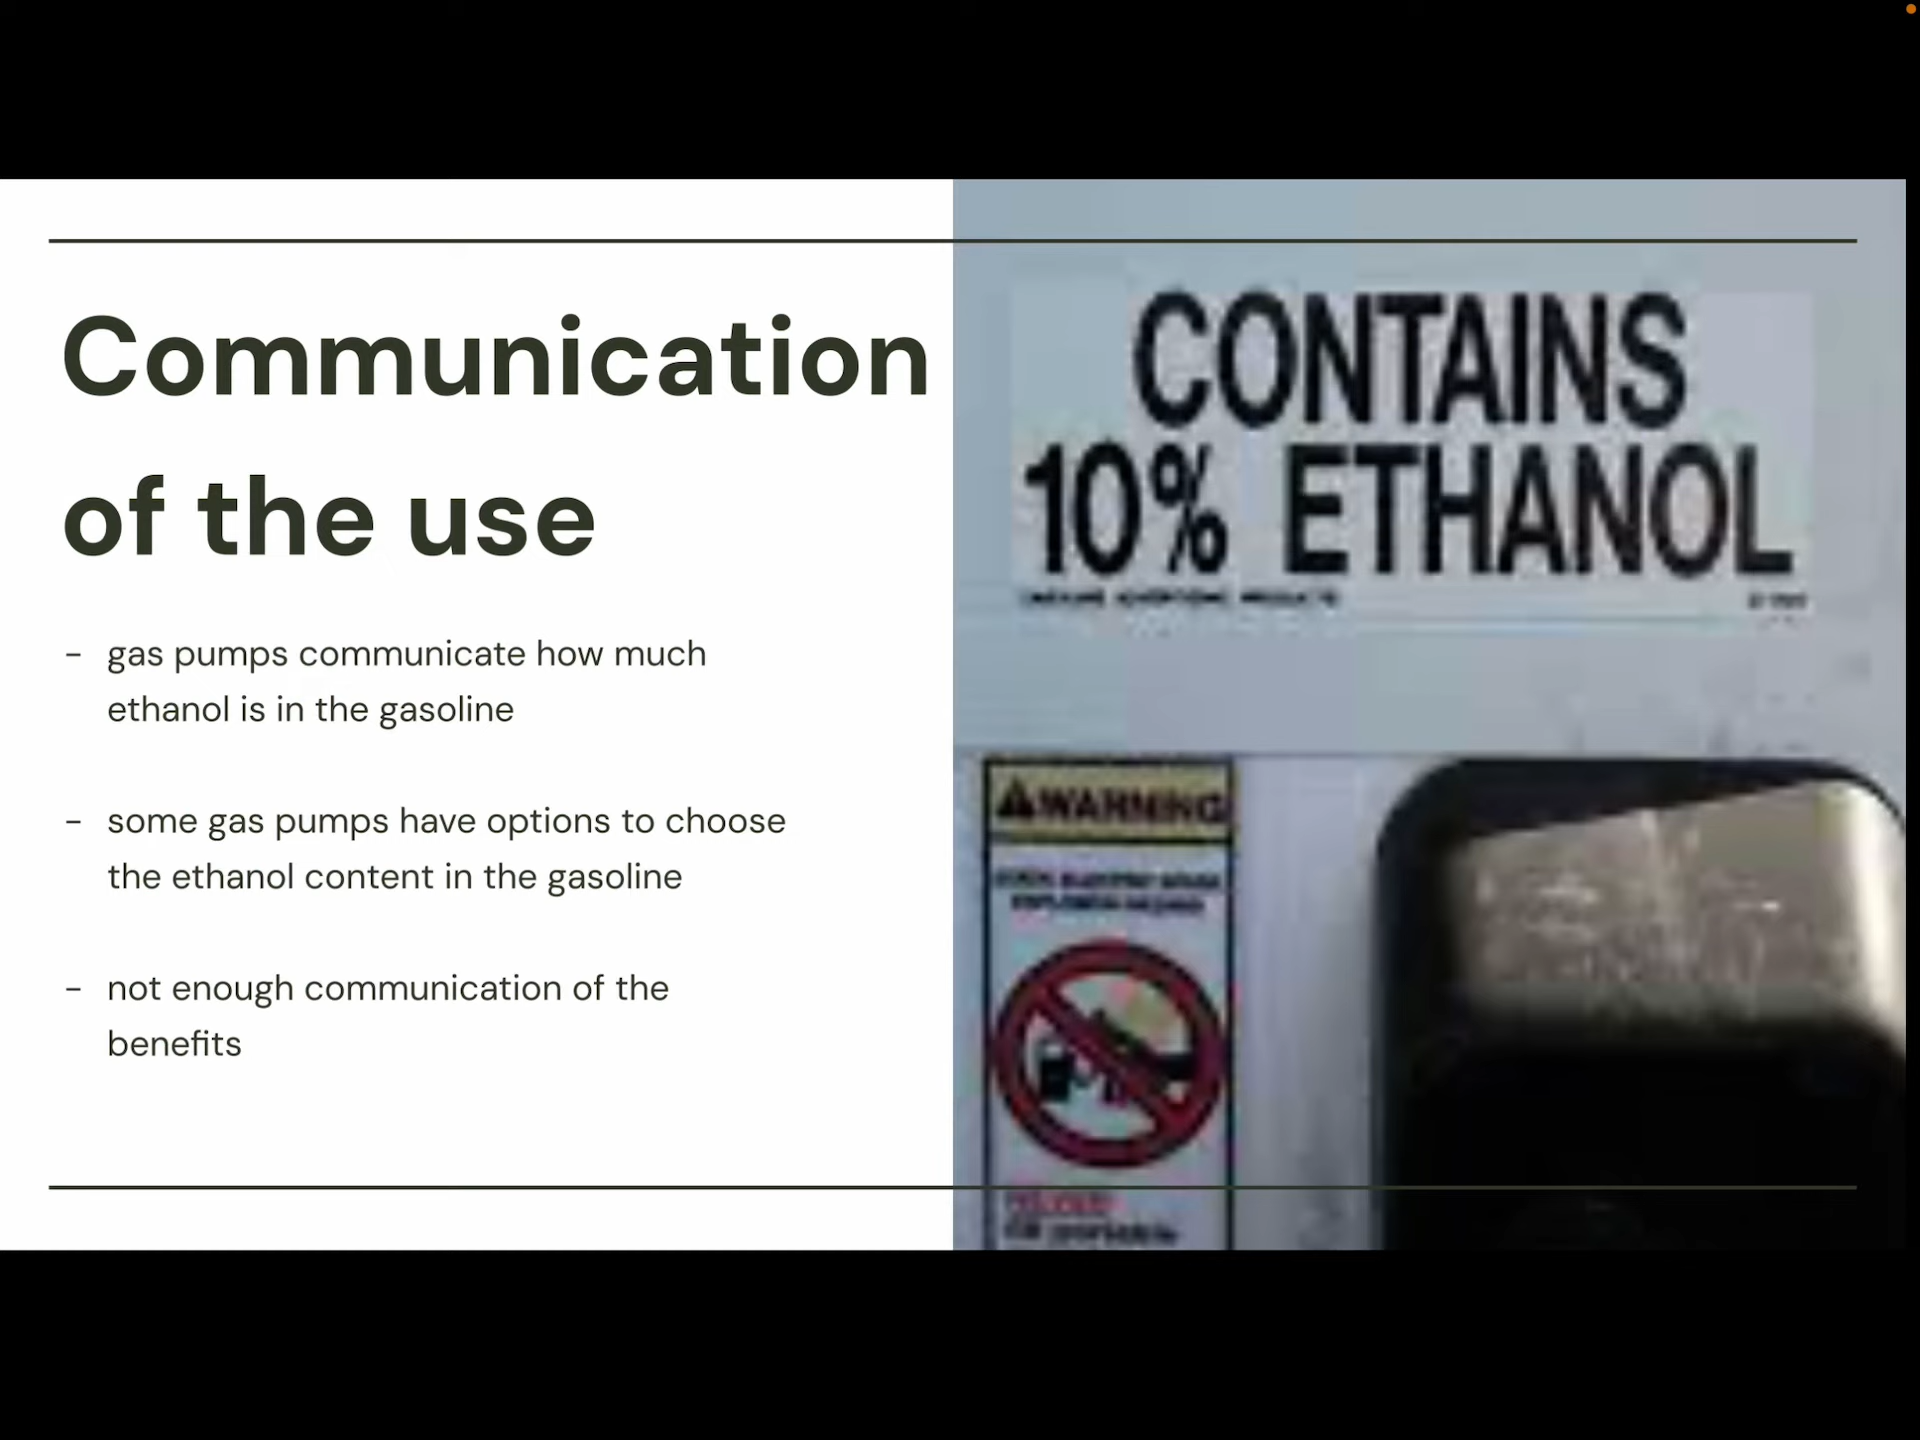 Communication
of the use
- gas pumps communicate how much
ethanol is in the gasoline
- some gas pumps have options to choose
the ethanol content in the gasoline
- not enough communication of the
benefits
CONTAINS
10% ETHANOL
WARNING